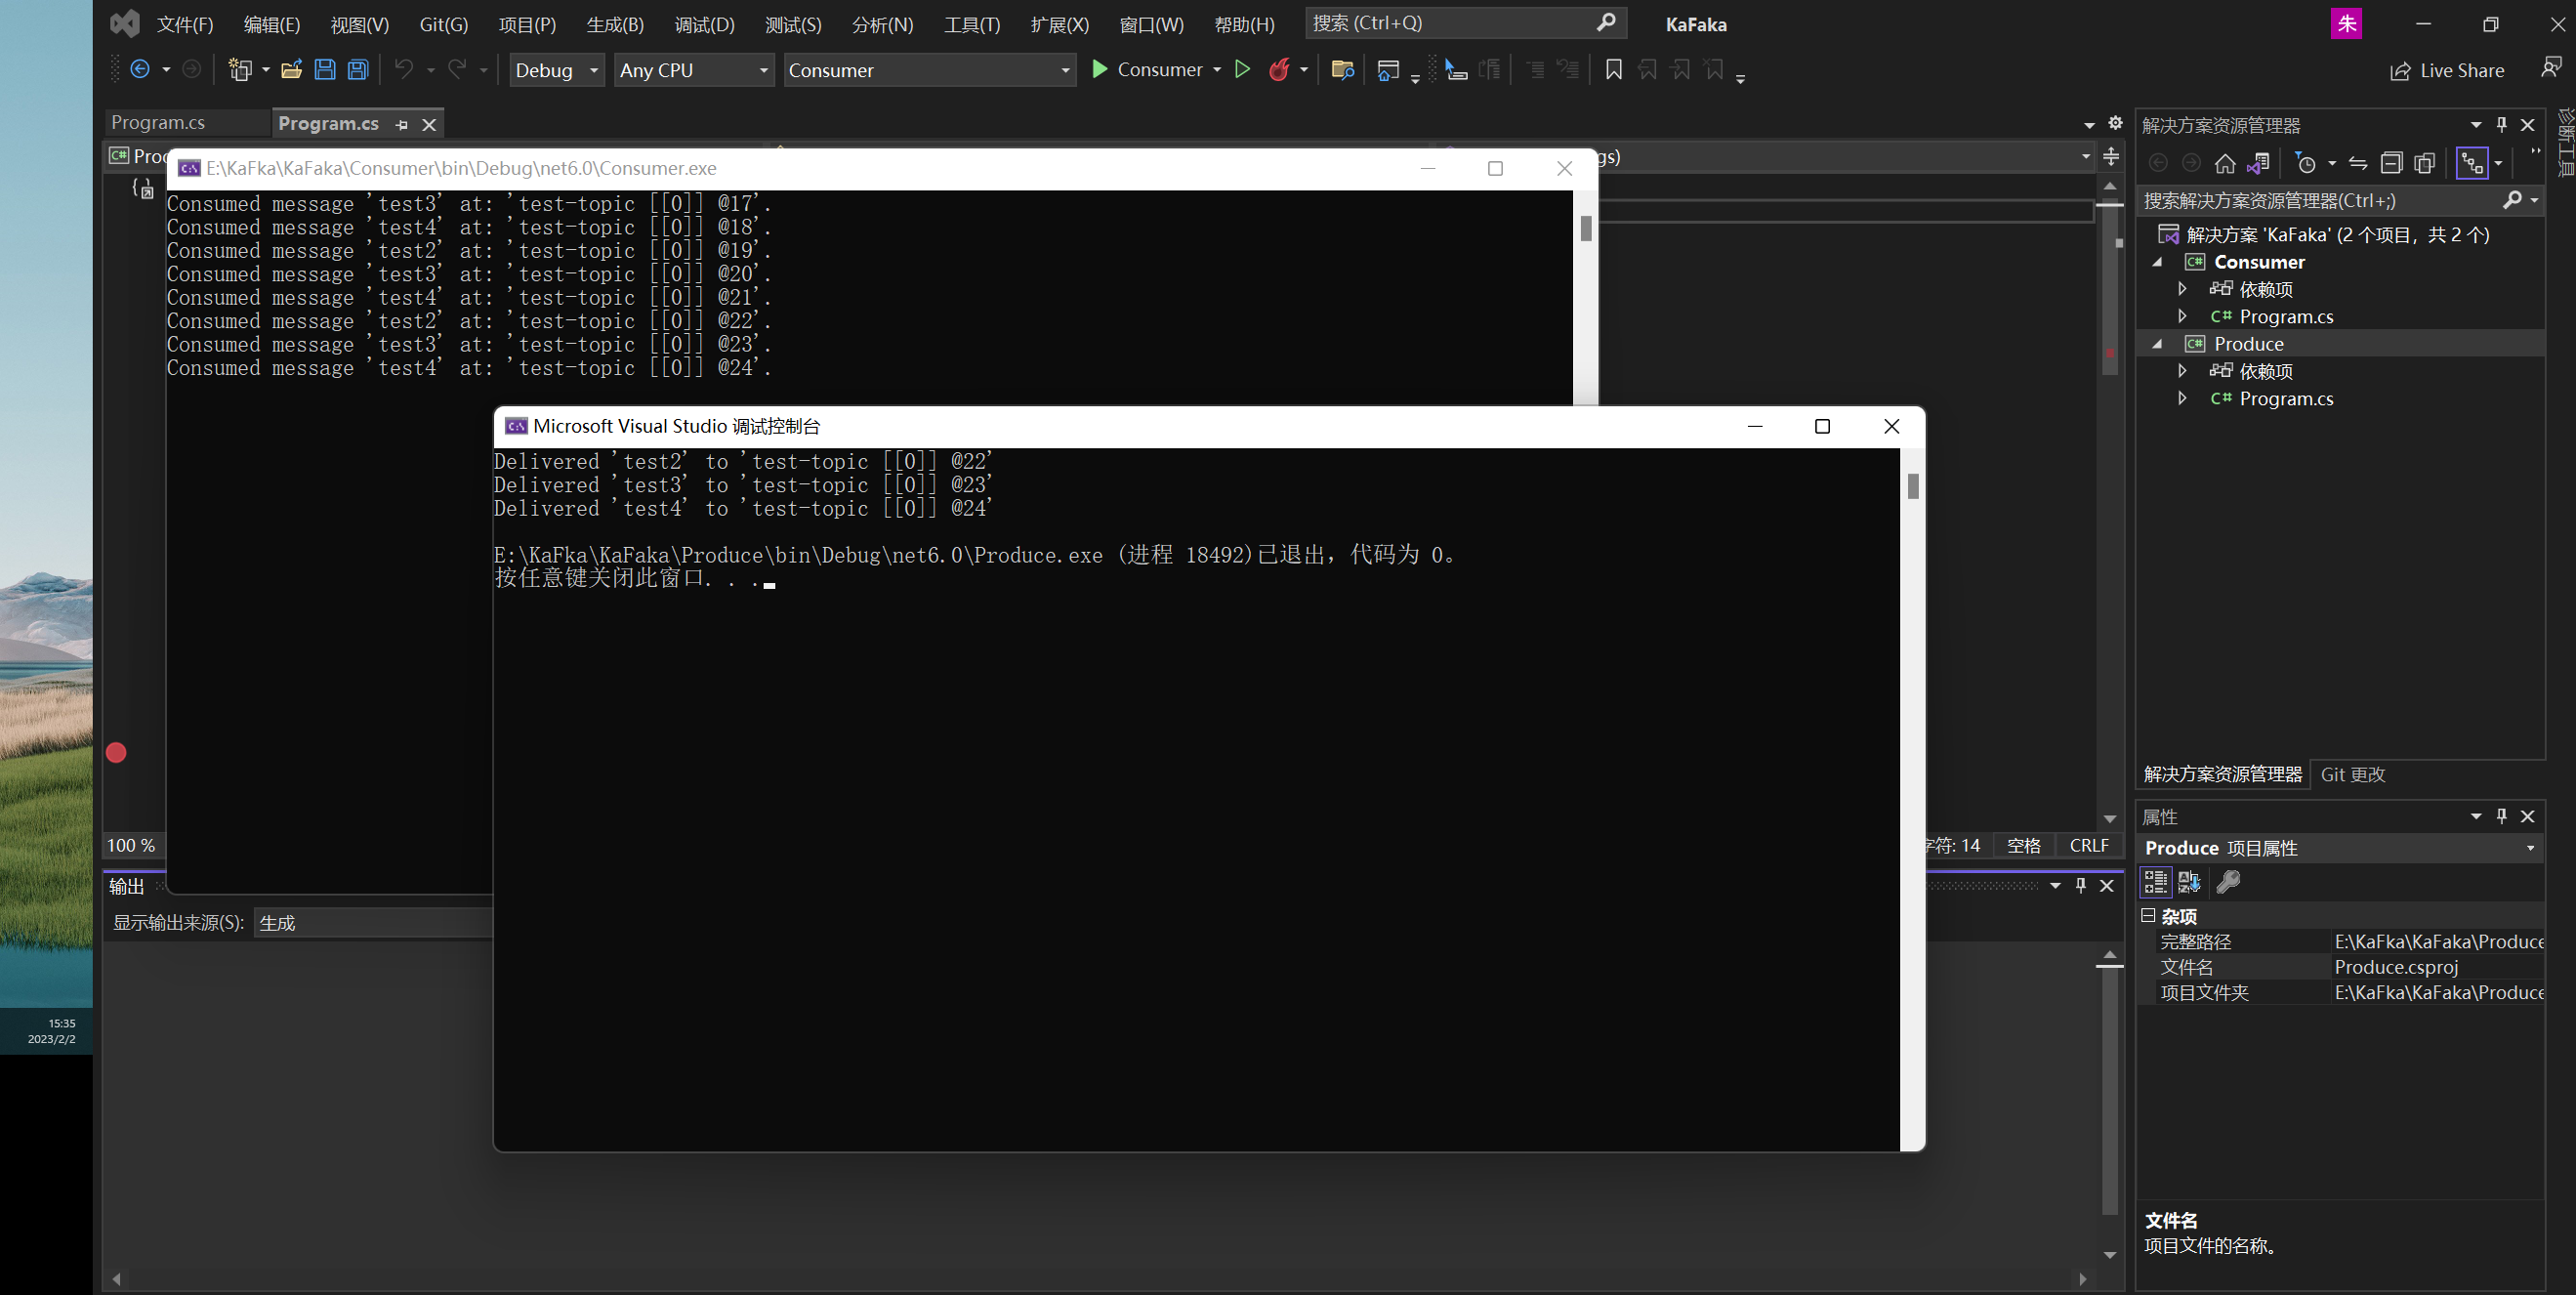 文件(F) 编辑(E) 视图(V) Git(G) 项目(P) 生成(B) 调试(D) 测试(S) 分析(N) 工具(T) 扩展(X) 窗口(W) 帮助(H) 搜索 (Ctrl+Q) KaFaka 朱
Debug Any CPU Consumer Consumer Live Share
Program.cs Program.cs
E:\KaFka\KaFaka\Consumer\bin\Debug\net6.0\Consumer.exe
Consumed message 'test3' at: 'test-topic [[0]] @17'.
Consumed message 'test4' at: 'test-topic [[0]] @18'.
Consumed message 'test2' at: 'test-topic [[0]] @19'.
Consumed message 'test3' at: 'test-topic [[0]] @20'.
Consumed message 'test4' at: 'test-topic [[0]] @21'.
Consumed message 'test2' at: 'test-topic [[0]] @22'.
Consumed message 'test3' at: 'test-topic [[0]] @23'.
Consumed message 'test4' at: 'test-topic [[0]] @24'.
Microsoft Visual Studio 调试控制台
Delivered 'test2' to 'test-topic [[0]] @22'
Delivered 'test3' to 'test-topic [[0]] @23'
Delivered 'test4' to 'test-topic [[0]] @24'
E:\KaFka\KaFaka\Produce\bin\Debug\net6.0\Produce.exe (进程 18492)已退出，代码为 0。
按任意键关闭此窗口. . .
100 %
字符: 14 空格 CRLF
输出
显示输出来源(S): 生成
15:35
2023/2/2
诊断工具
解决方案资源管理器
搜索解决方案资源管理器(Ctrl+;)
解决方案 'KaFaka' (2 个项目，共 2 个)
Consumer
依赖项
C# Program.cs
Produce
依赖项
C# Program.cs
解决方案资源管理器 Git 更改
属性
Produce 项目属性
杂项
完整路径 E:\KaFka\KaFaka\Produce
文件名 Produce.csproj
项目文件夹 E:\KaFka\KaFaka\Produce
文件名
项目文件的名称。